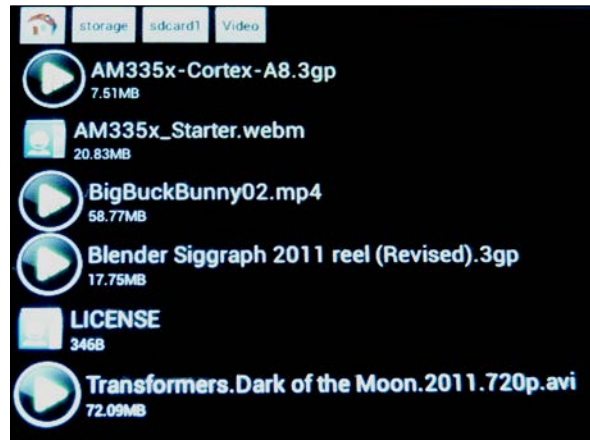 storage sdcard1 Video
AM335x-Cortex-A8.3gp
7.51MB
AM335x_Starter.webm
20.83MB
BigBuckBunny02.mp4
58.77MB
Blender Siggraph 2011 reel (Revised).3gp
17.75MB
LICENSE
346B
Transformers.Dark of the Moon.2011.720p.avi
72.09MB